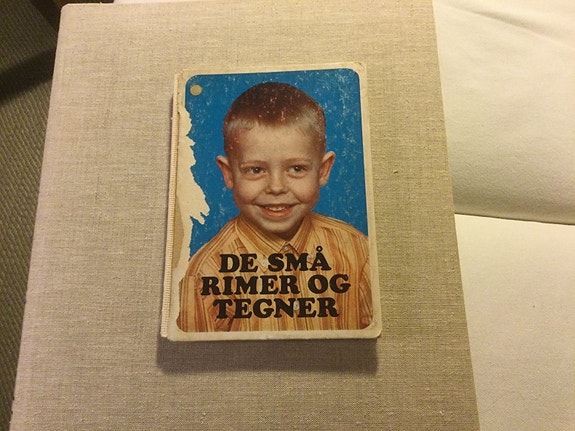 DE SMÅ
RIMER OG
TEGNER